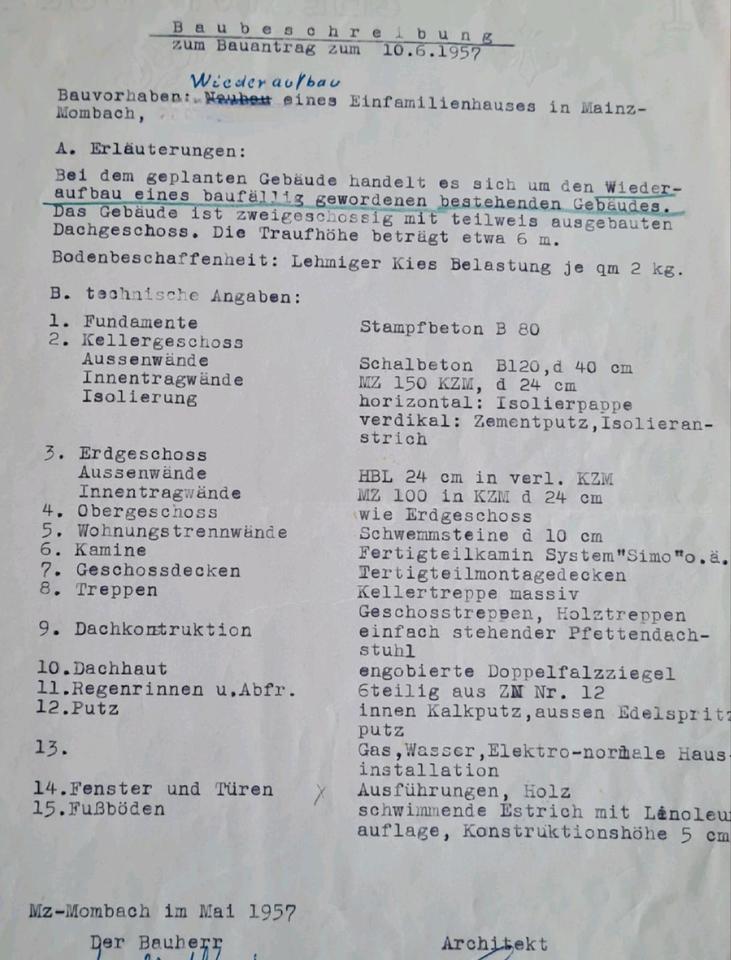 Baubeschreibung
zum Bauantrag zum 10.6.1957
Wiederaufbau
Bauvorhaben: Neubau eines Einfamilienhauses in Mainz-
Mombach,
A. Erläuterungen:
Bei dem geplanten Gebäude handelt es sich um den Wieder-
aufbau eines baufällig gewordenen bestehenden Gebäudes.
Das Gebäude ist zweigeschossig mit teilweis ausgebauten
Dachgeschoss. Die Traufhöhe beträgt etwa 6 m.
Bodenbeschaffenheit: Lehmiger Kies Belastung je qm 2 kg.
B. technische Angaben:
1. Fundamente Stampfbeton B 80
2. Kellergeschoss
Aussenwände Schalbeton B120,d 40 cm
Innentragwände MZ 150 KZM, d 24 cm
Isolierung horizontal: Isolierpappe
verdikal: Zementputz,Isolieran-
strich
3. Erdgeschoss
Aussenwände HBL 24 cm in verl. KZM
Innentragwände MZ 100 in KZM d 24 cm
4. Obergeschoss wie Erdgeschoss
5. Wohnungstrennwände Schwemmsteine d 10 cm
6. Kamine Fertigteilkamin System"Simo"o.ä.
7. Geschossdecken Tertigteilmontagedecken
8. Treppen Kellertreppe massiv
Geschosstreppen, Holztreppen
9. Dachkontruktion einfach stehender Pfettendach-
stuhl
10.Dachhaut engobierte Doppelfalzziegel
11.Regenrinnen u.Abfr. 6teilig aus ZN Nr. 12
12.Putz innen Kalkputz,aussen Edelspritz
putz
13. Gas,Wasser,Elektro-normale Haus-
installation
14.Fenster und Türen Ausführungen, Holz
15.Fußböden schwimmende Estrich mit Linoleu
auflage, Konstruktionshöhe 5 cm
Mz-Mombach im Mai 1957
Der Bauherr Architekt